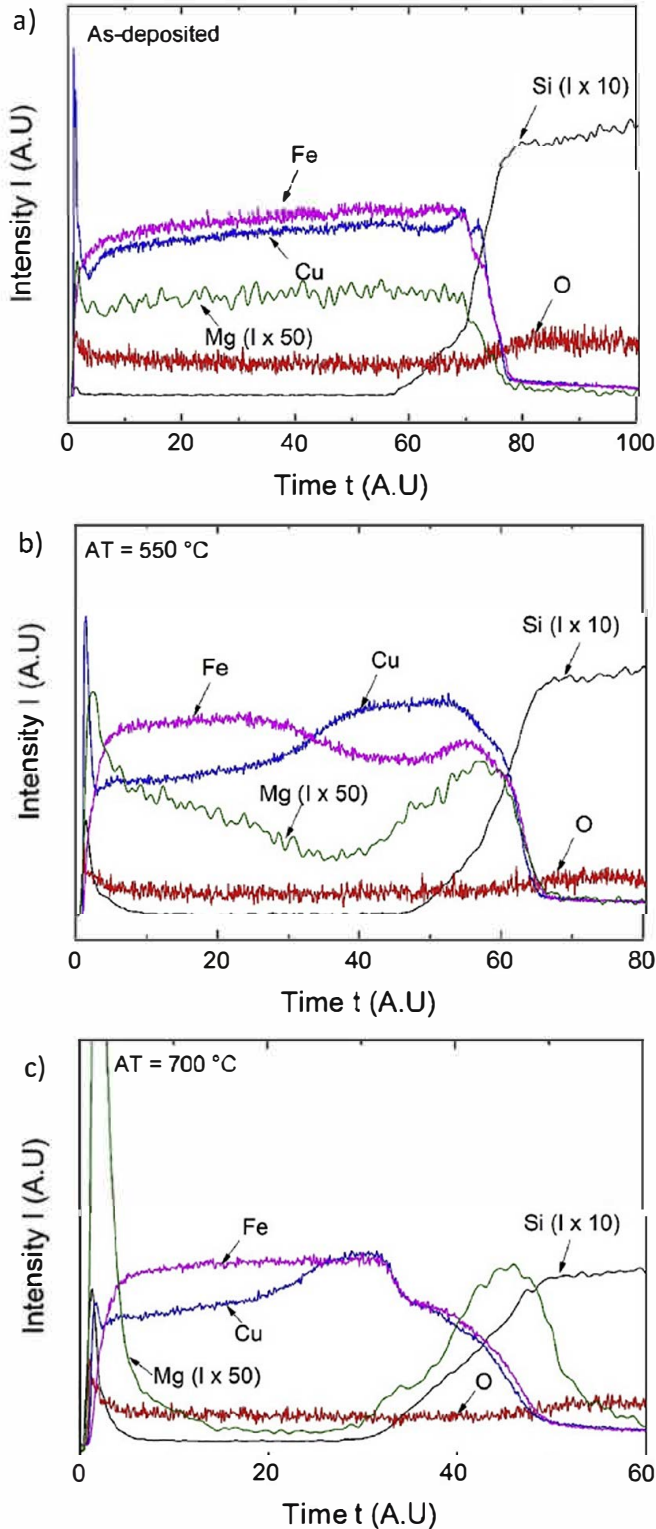 a)
As-deposited
Si (I x 10)
Fe
Cu
O
Mg (I x 50)
Intensity I (A.U)
0 20 40 60 80 100
Time t (A.U)
b)
AT = 550 °C
Si (I x 10)
Fe
Cu
Mg (I x 50)
O
Intensity I (A.U)
0 20 40 60 80
Time t (A.U)
c)
AT = 700 °C
Fe
Si (I x 10)
Cu
Mg (I x 50)
O
Intensity I (A.U)
0 20 40 60
Time t (A.U)